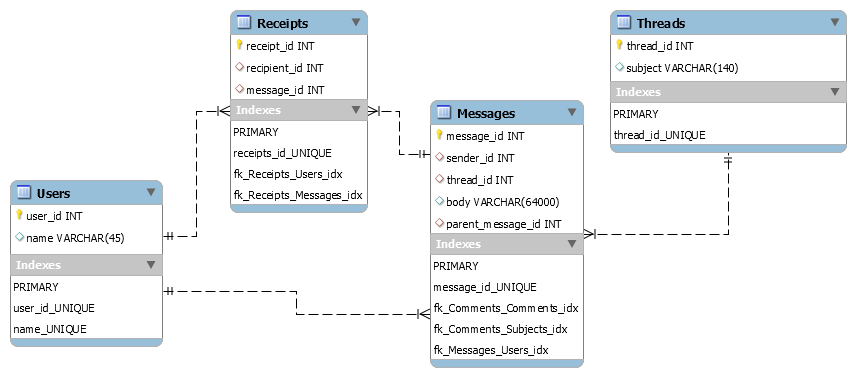 Receipts
receipt_id INT
recipient_id INT
message_id INT
Indexes
PRIMARY
receipts_id_UNIQUE
fk_Receipts_Users_idx
fk_Receipts_Messages_idx
Threads
thread_id INT
subject VARCHAR(140)
Indexes
PRIMARY
thread_id_UNIQUE
Messages
message_id INT
sender_id INT
thread_id INT
body VARCHAR(64000)
parent_message_id INT
Indexes
PRIMARY
message_id_UNIQUE
fk_Comments_Comments_idx
fk_Comments_Subjects_idx
fk_Messages_Users_idx
Users
user_id INT
name VARCHAR(45)
Indexes
PRIMARY
user_id_UNIQUE
name_UNIQUE